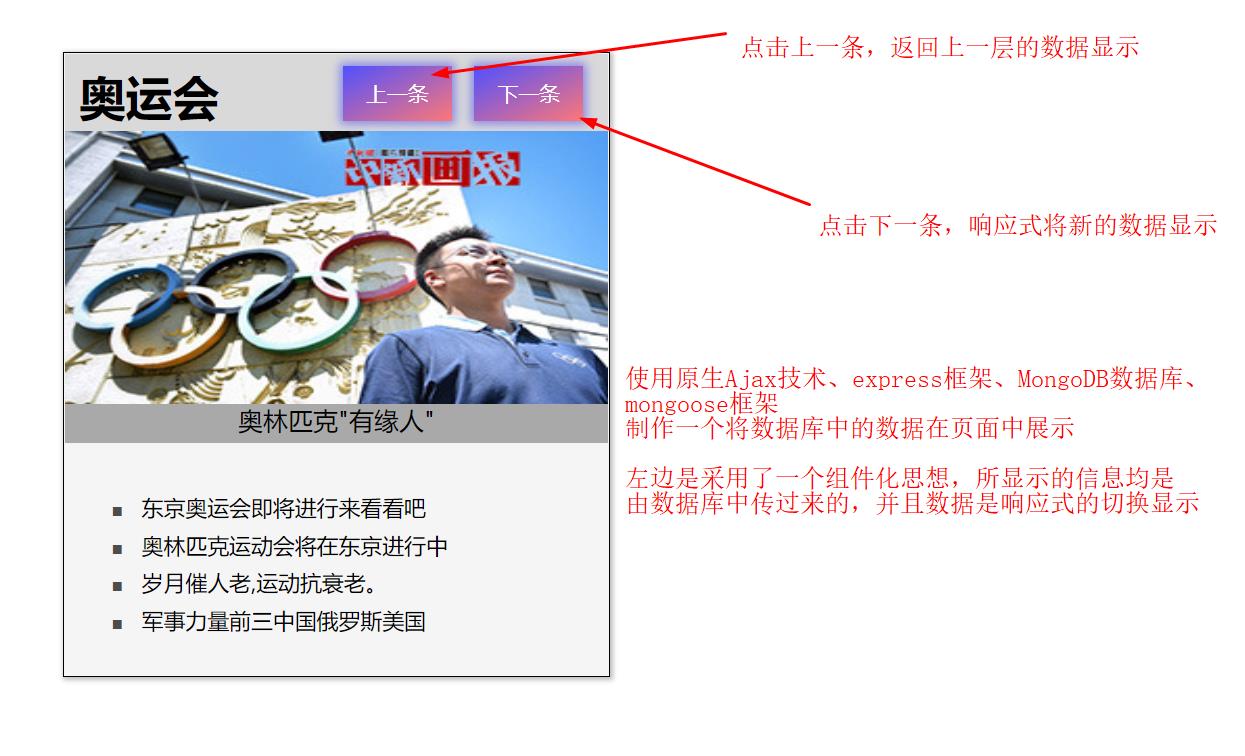 点击上一条，返回上一层的数据显示
奥运会
上一条
下一条
点击下一条，响应式将新的数据显示
奥林匹克"有缘人"
使用原生Ajax技术、express框架、MongoDB数据库、
mongoose框架
制作一个将数据库中的数据在页面中展示
左边是采用了一个组件化思想，所显示的信息均是
由数据库中传过来的，并且数据是响应式的切换显示
东京奥运会即将进行来看看吧
奥林匹克运动会将在东京进行中
岁月催人老,运动抗衰老。
军事力量前三中国俄罗斯美国